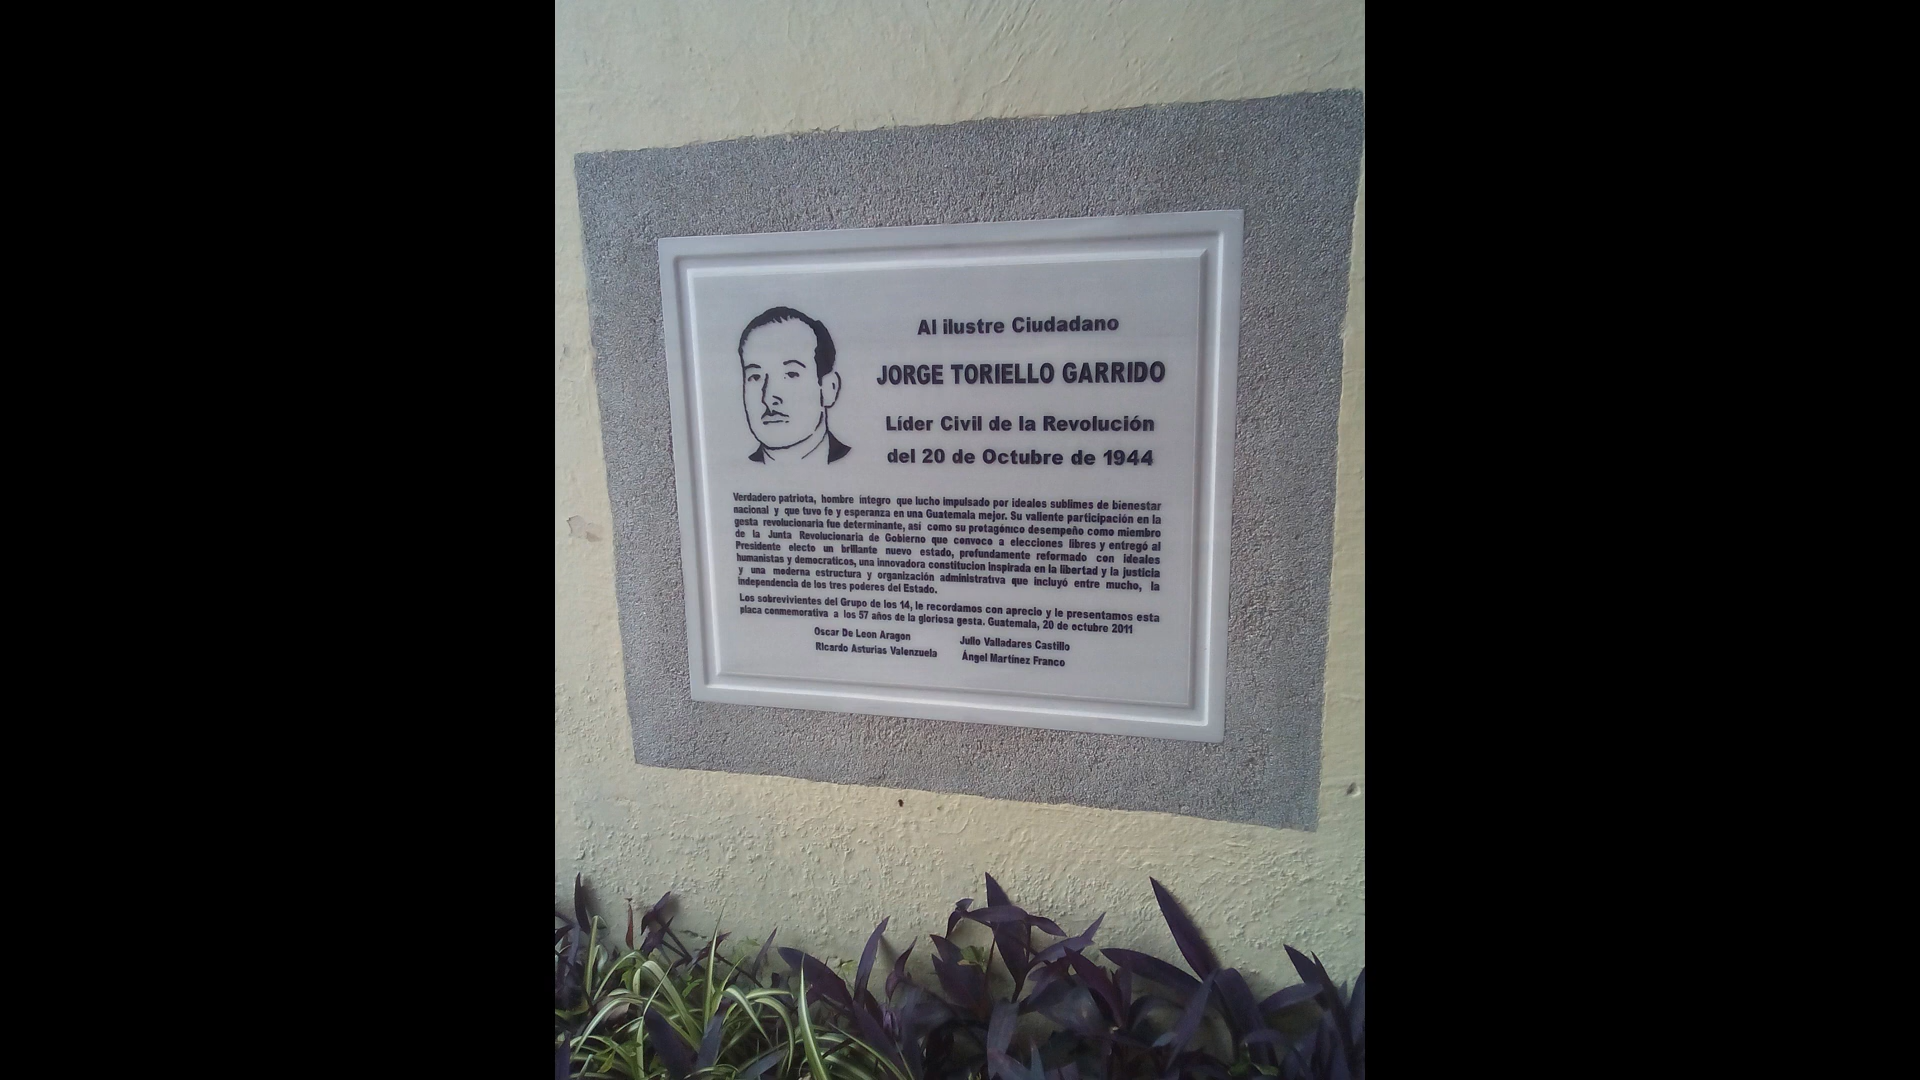 Al ilustre Ciudadano
JORGE TORIELLO GARRIDO
Líder Civil de la Revolución
del 20 de Octubre de 1944
Verdadero patriota, hombre íntegro que lucho impulsado por ideales sublimes de bienestar
nacional y que tuvo fe y esperanza en una Guatemala mejor. Su valiente participación en la
gesta revolucionaria fue determinante, así como su protagónico desempeño como miembro
de la Junta Revolucionaria de Gobierno que convoco a elecciones libres y entregó al
Presidente electo un brillante nuevo estado, profundamente reformado con ideales
humanistas y democraticos, una innovadora constitucion inspirada en la libertad y la justicia
y una moderna estructura y organización administrativa que incluyó entre mucho, la
independencia de los tres poderes del Estado.
Los sobrevivientes del Grupo de los 14, le recordamos con aprecio y le presentamos esta
placa conmemorativa a los 57 años de la gloriosa gesta. Guatemala, 20 de octubre 2011
Oscar De Leon Aragon Julio Valladares Castillo
Ricardo Asturias Valenzuela Ángel Martínez Franco